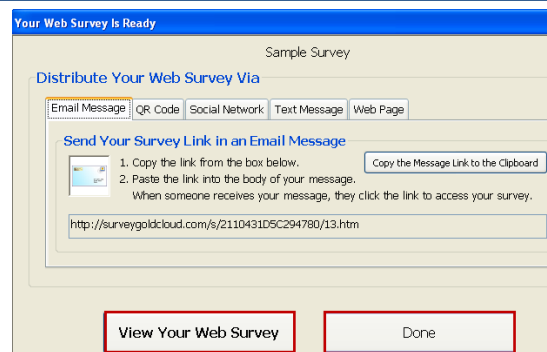 Your Web Survey Is Ready
Sample Survey
Distribute Your Web Survey Via
Email Message QR Code Social Network Text Message Web Page
Send Your Survey Link in an Email Message
1. Copy the link from the box below.
Copy the Message Link to the Clipboard
2. Paste the link into the body of your message.
When someone receives your message, they click the link to access your survey.
http://surveygoldcloud.com/s/2110431D5C294780/13.htm
View Your Web Survey
Done